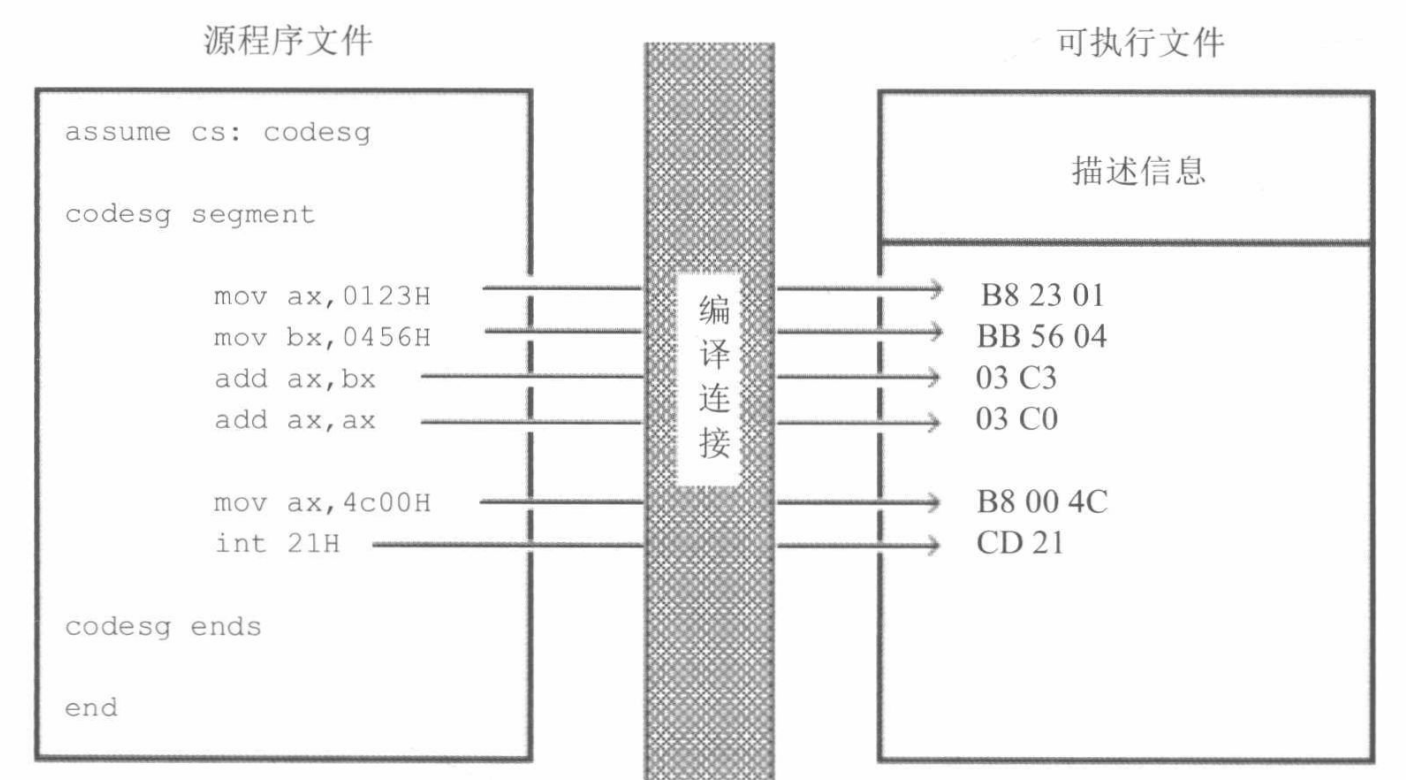 源程序文件
assume cs: codesg
codesg segment
mov ax,0123H
mov bx,0456H
add ax,bx
add ax,ax
mov ax,4c00H
int 21H
codesg ends
end
编译连接
可执行文件
描述信息
B8 23 01
BB 56 04
03 C3
03 C0
B8 00 4C
CD 21